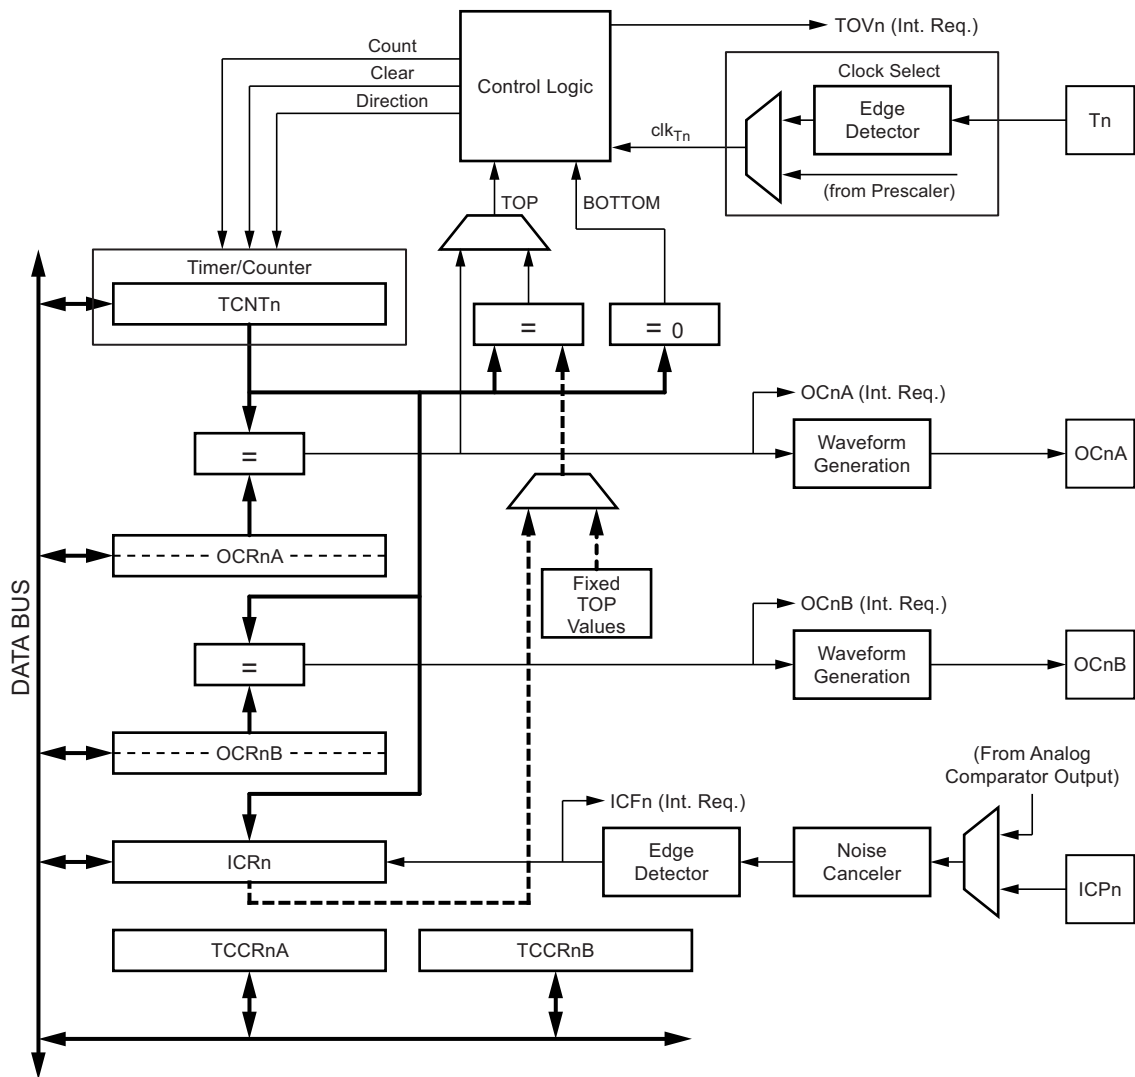 TOVn (Int. Req.)
Count
Clear
Direction
Control Logic
Clock Select
Edge
Detector
Tn
clkTn
(from Prescaler)
TOP
BOTTOM
Timer/Counter
TCNTn
=
= 0
OCnA (Int. Req.)
=
Waveform
Generation
OCnA
OCRnA
Fixed
TOP
Values
DATA BUS
OCnB (Int. Req.)
=
Waveform
Generation
OCnB
OCRnB
(From Analog
Comparator Output)
ICFn (Int. Req.)
ICRn
Edge
Detector
Noise
Canceler
ICPn
TCCRnA
TCCRnB